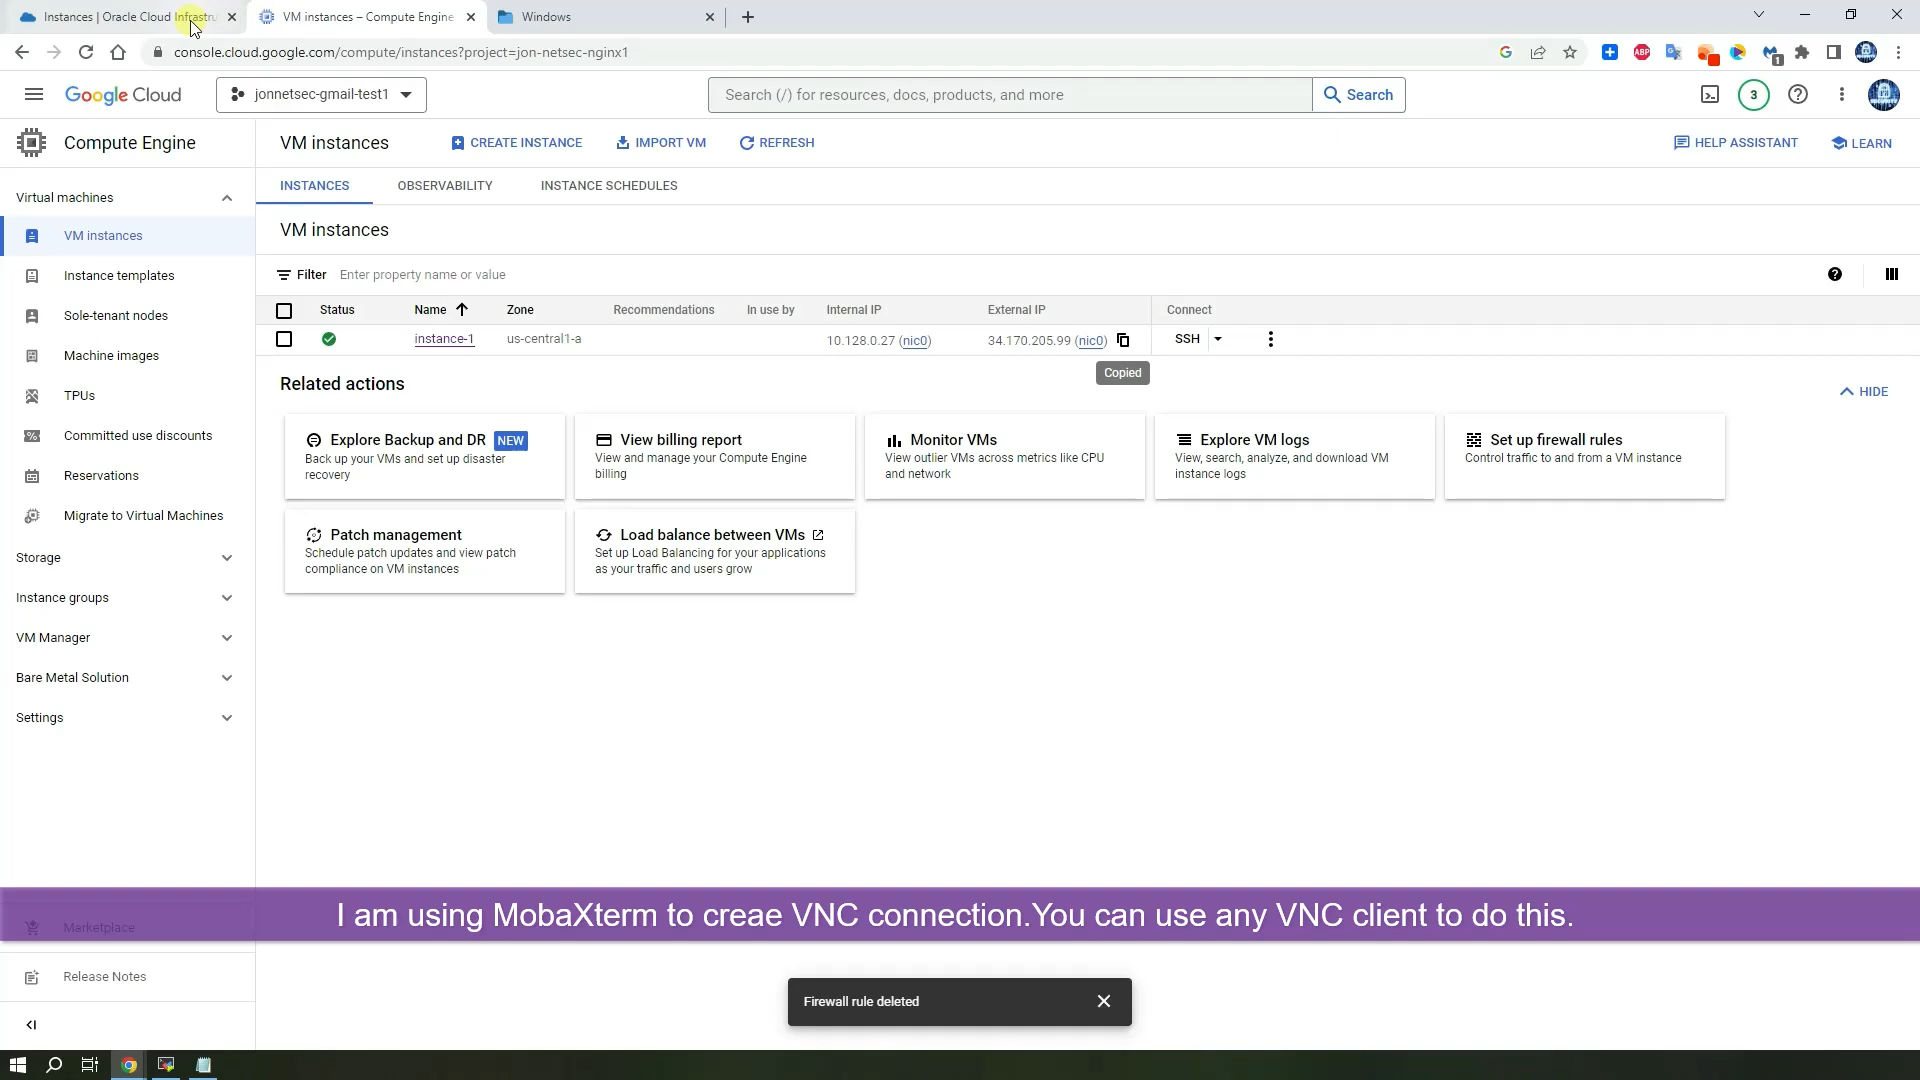 Instances | Oracle Cloud Infrastru
VM instances – Compute Engine
Windows
console.cloud.google.com/compute/instances?project=jon-netsec-nginx1
ABP
1
Google Cloud
jonnetsec-gmail-test1
Search (/) for resources, docs, products, and more
Search
3
Compute Engine
VM instances
CREATE INSTANCE
IMPORT VM
REFRESH
HELP ASSISTANT
LEARN
Virtual machines
INSTANCES
OBSERVABILITY
INSTANCE SCHEDULES
VM instances
VM instances
Filter
Enter property name or value
Instance templates
Status
Name
Zone
Recommendations
In use by
Internal IP
External IP
Connect
Sole-tenant nodes
instance-1
us-central1-a
10.128.0.27 (nic0)
34.170.205.99 (nic0)
SSH
Copied
Machine images
Related actions
HIDE
TPUs
Committed use discounts
Reservations
Migrate to Virtual Machines
Explore Backup and DR NEW
Back up your VMs and set up disaster
recovery
View billing report
View and manage your Compute Engine
billing
Monitor VMs
View outlier VMs across metrics like CPU
and network
Explore VM logs
View, search, analyze, and download VM
instance logs
Set up firewall rules
Control traffic to and from a VM instance
Patch management
Schedule patch updates and view patch
compliance on VM instances
Load balance between VMs
Set up Load Balancing for your applications
as your traffic and users grow
Storage
Instance groups
VM Manager
Bare Metal Solution
Settings
Marketplace
I am using MobaXterm to creae VNC connection.You can use any VNC client to do this.
Release Notes
Firewall rule deleted